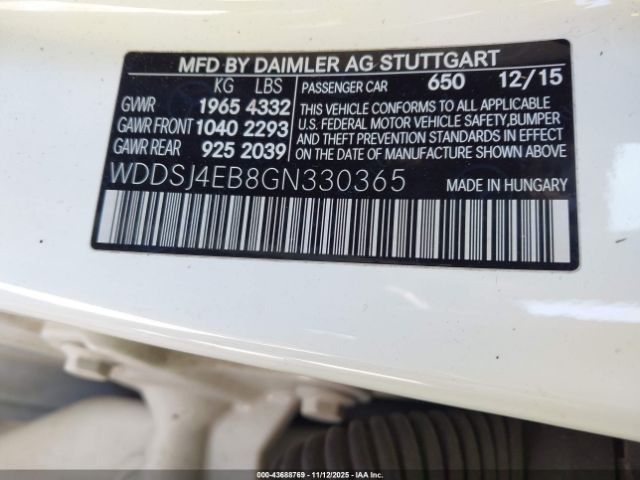 MFD BY DAIMLER AG STUTTGART
KG LBS
GVWR 1965 4332
GAWR FRONT 1040 2293
GAWR REAR 925 2039
PASSENGER CAR 650 12/15
THIS VEHICLE CONFORMS TO ALL APPLICABLE
U.S. FEDERAL MOTOR VEHICLE SAFETY,BUMPER
AND THEFT PREVENTION STANDARDS IN EFFECT
ON THE DATE OF MANUFACTURE SHOWN ABOVE.
WDDSJ4EB8GN330365 MADE IN HUNGARY
© Stock: ~43688769 - 11/12/2025 - IAA Inc.